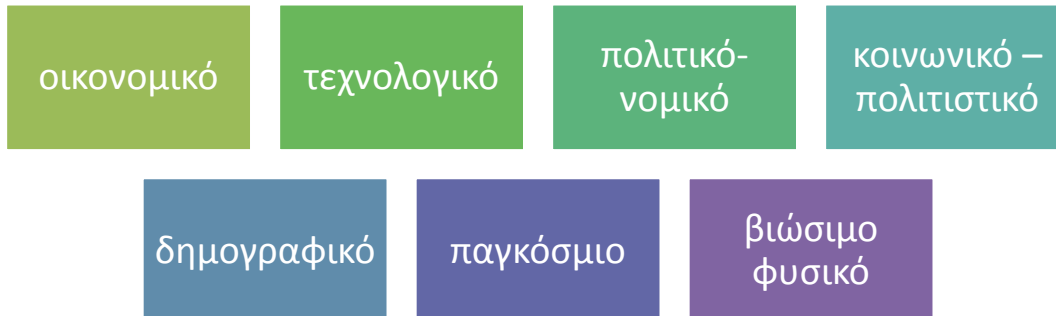 οικονομικό
τεχνολογικό
πολιτικό-
νομικό
κοινωνικό –
πολιτιστικό
δημογραφικό
παγκόσμιο
βιώσιμο
φυσικό